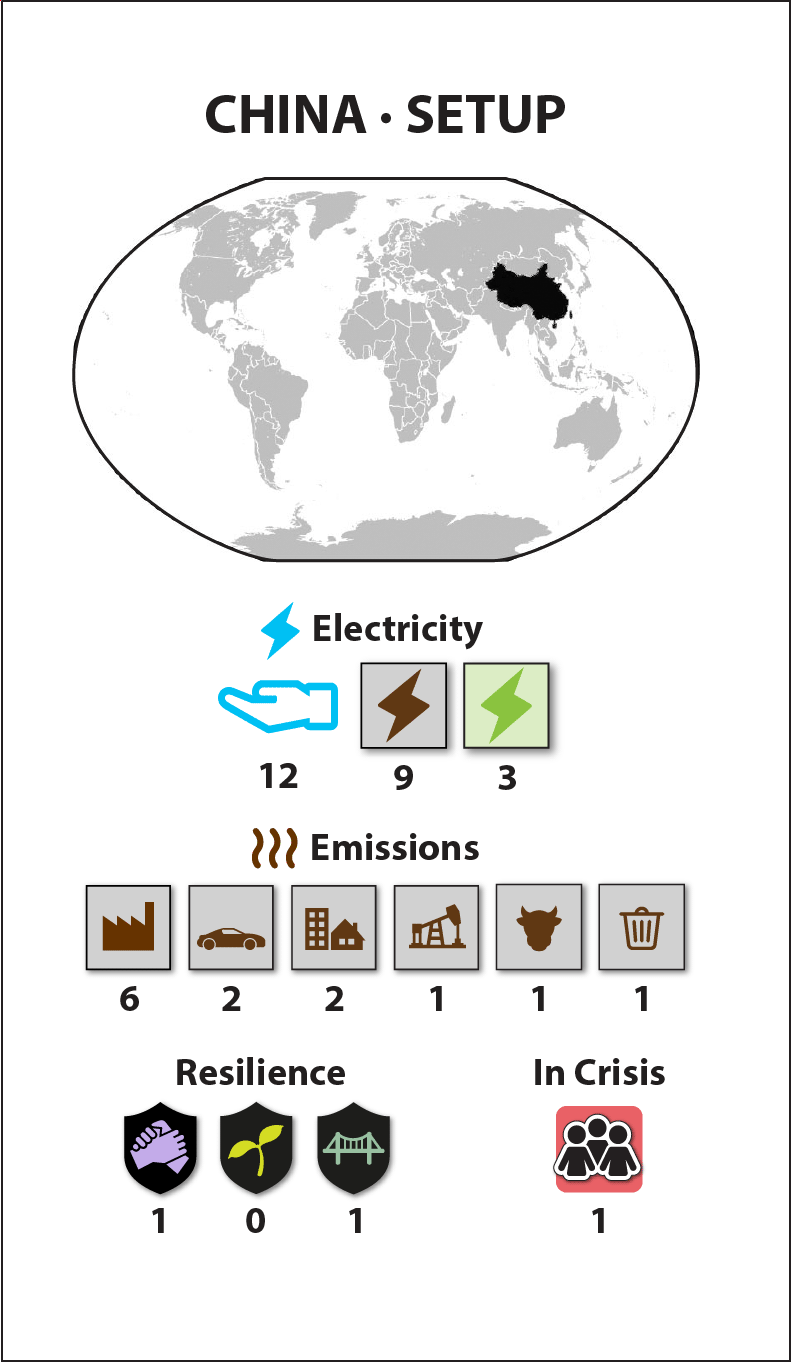 CHINA • SETUP
Electricity
12 9 3
Emissions
6 2 2 1 1 1
Resilience In Crisis
1 0 1 1